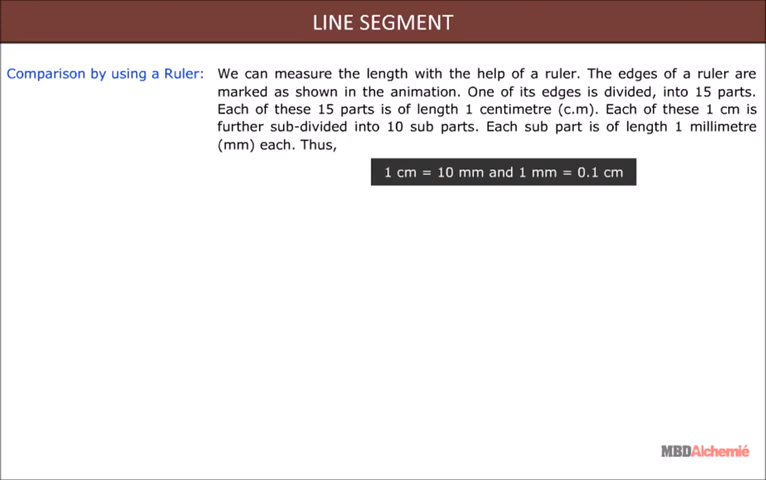 LINE SEGMENT
Comparison by using a Ruler: We can measure the length with the help of a ruler. The edges of a ruler are
marked as shown in the animation. One of its edges is divided, into 15 parts.
Each of these 15 parts is of length 1 centimetre (c.m). Each of these 1 cm is
further sub-divided into 10 sub parts. Each sub part is of length 1 millimetre
(mm) each. Thus,
1 cm = 10 mm and 1 mm = 0.1 cm
MBDAlchemié